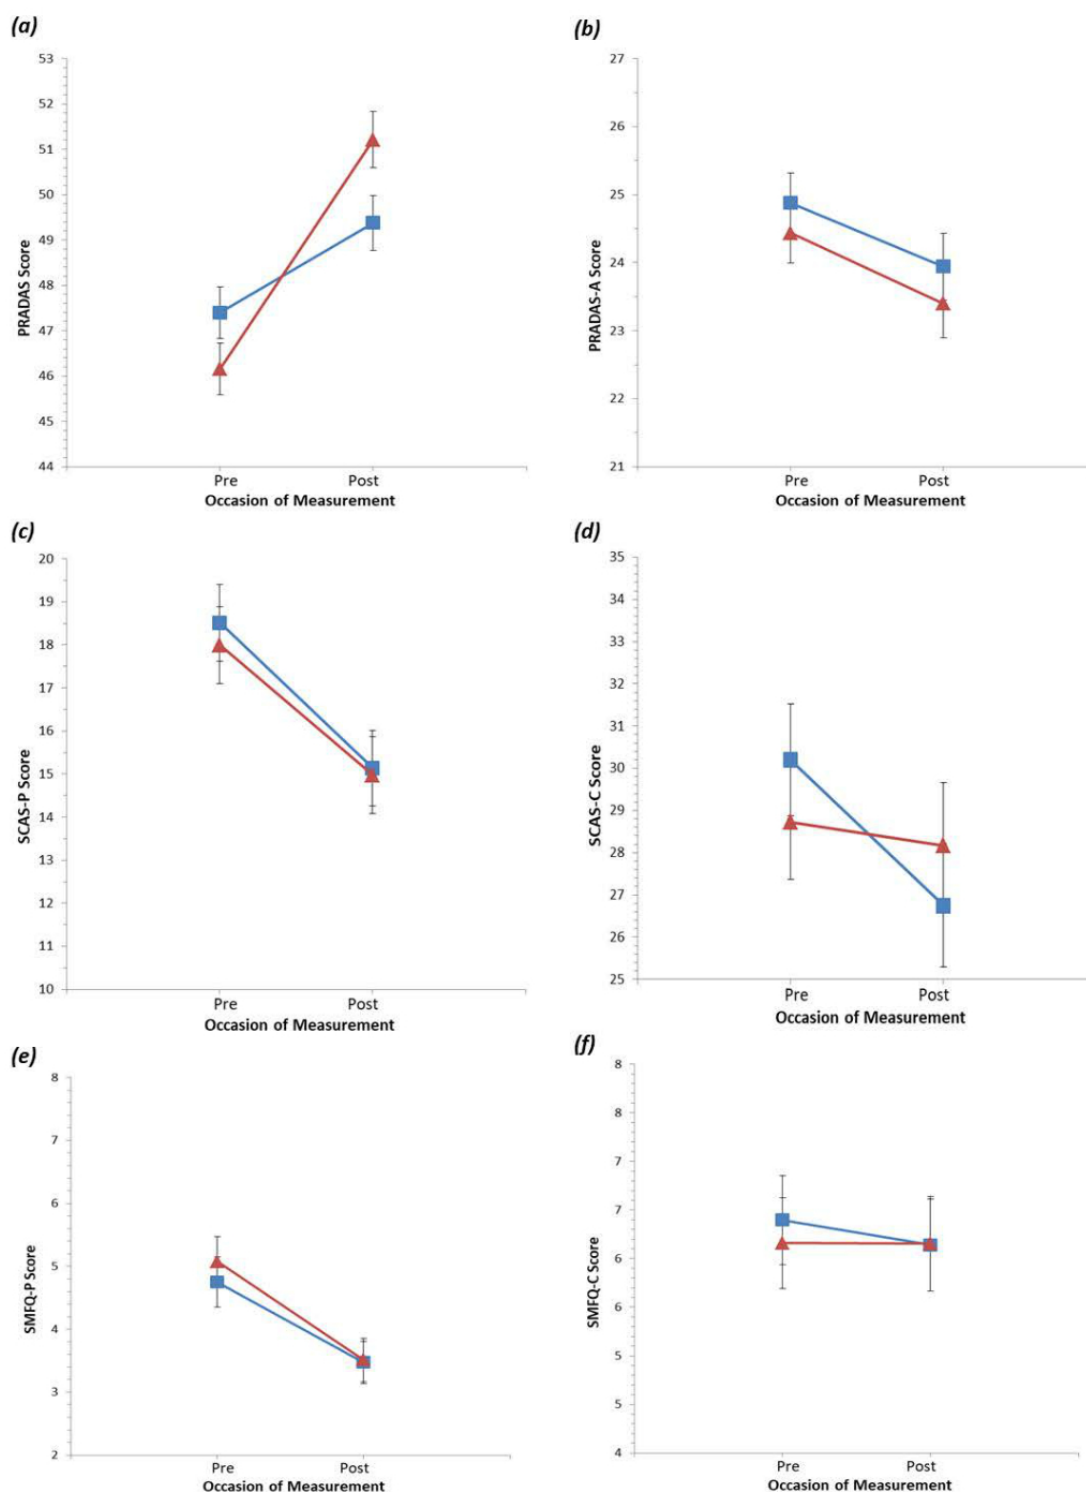 (a)
PRADAS Score
53
52
51
50
49
48
47
46
45
44
Pre Post
Occasion of Measurement
(b)
PRADAS-A Score
27
26
25
24
23
22
21
Pre Post
Occasion of Measurement
(c)
SCAS-P Score
20
19
18
17
16
15
14
13
12
11
10
Pre Post
Occasion of Measurement
(d)
SCAS-C Score
35
34
33
32
31
30
29
28
27
26
25
Pre Post
Occasion of Measurement
(e)
SMFQ-P Score
8
7
6
5
4
3
2
Pre Post
Occasion of Measurement
(f)
SMFQ-C Score
8
8
7
7
6
6
5
5
4
Pre Post
Occasion of Measurement